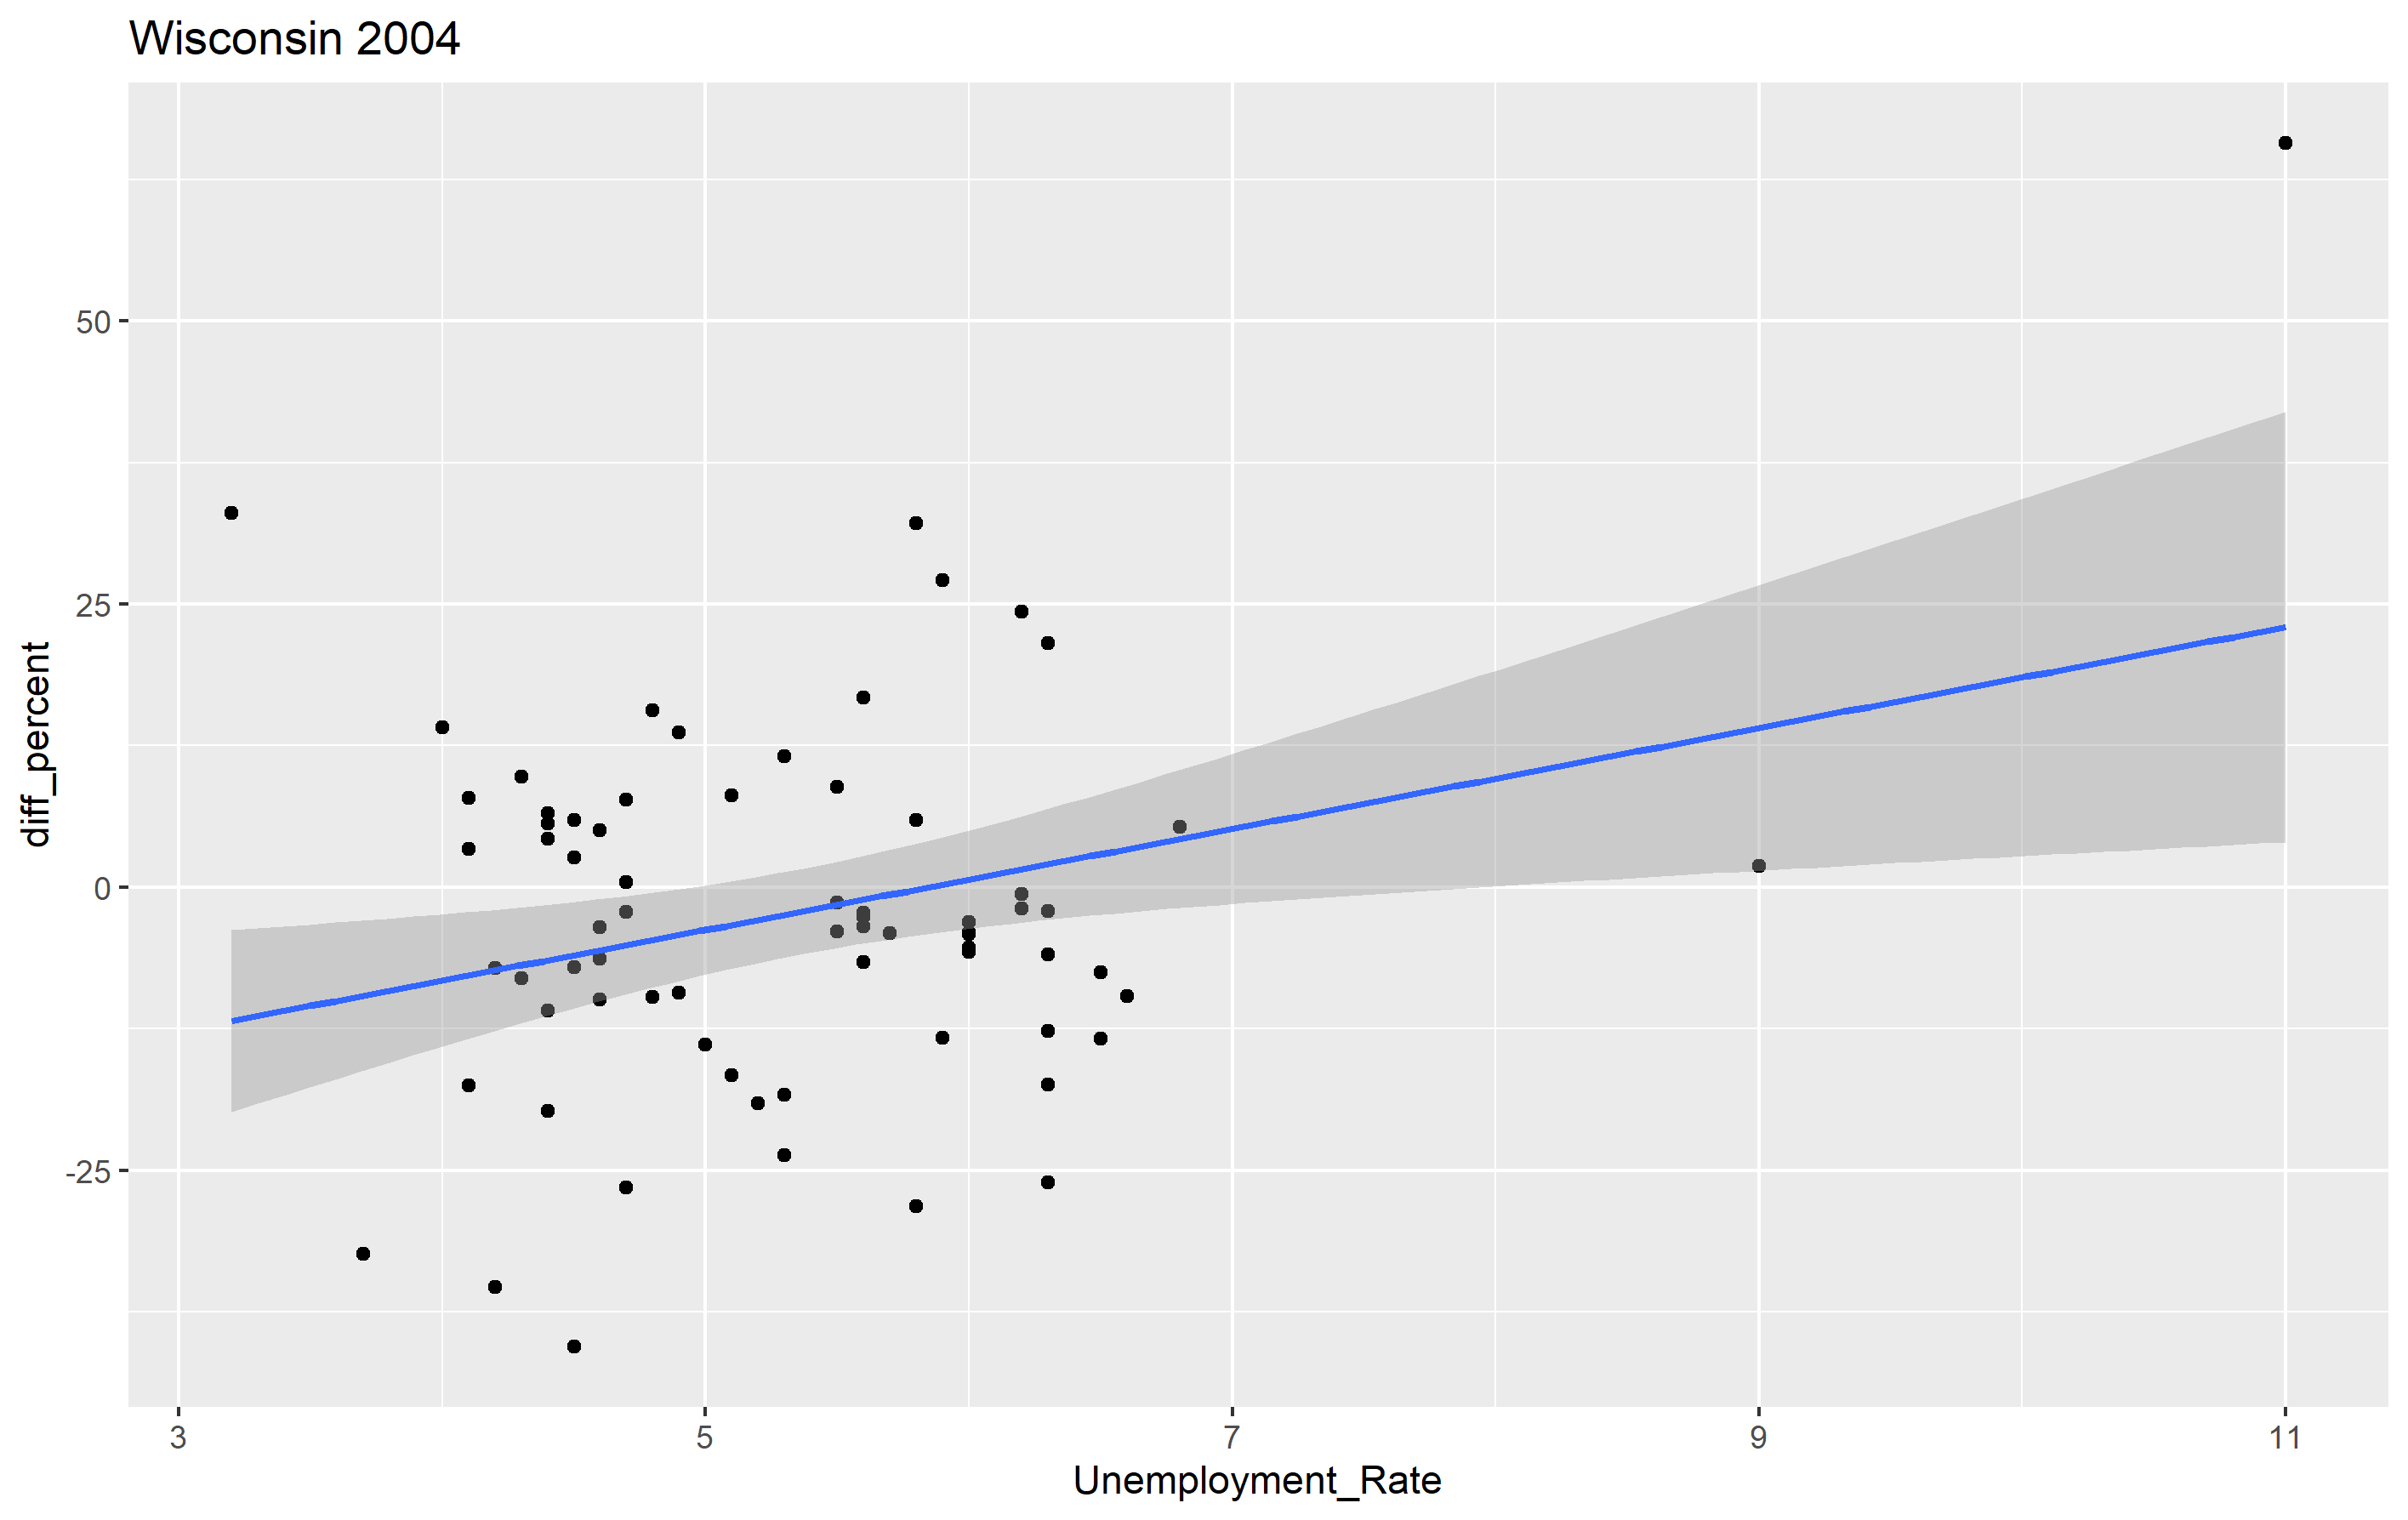 Wisconsin 2004
50
25
0
-25
diff_percent
3 5 7 9 11
Unemployment_Rate